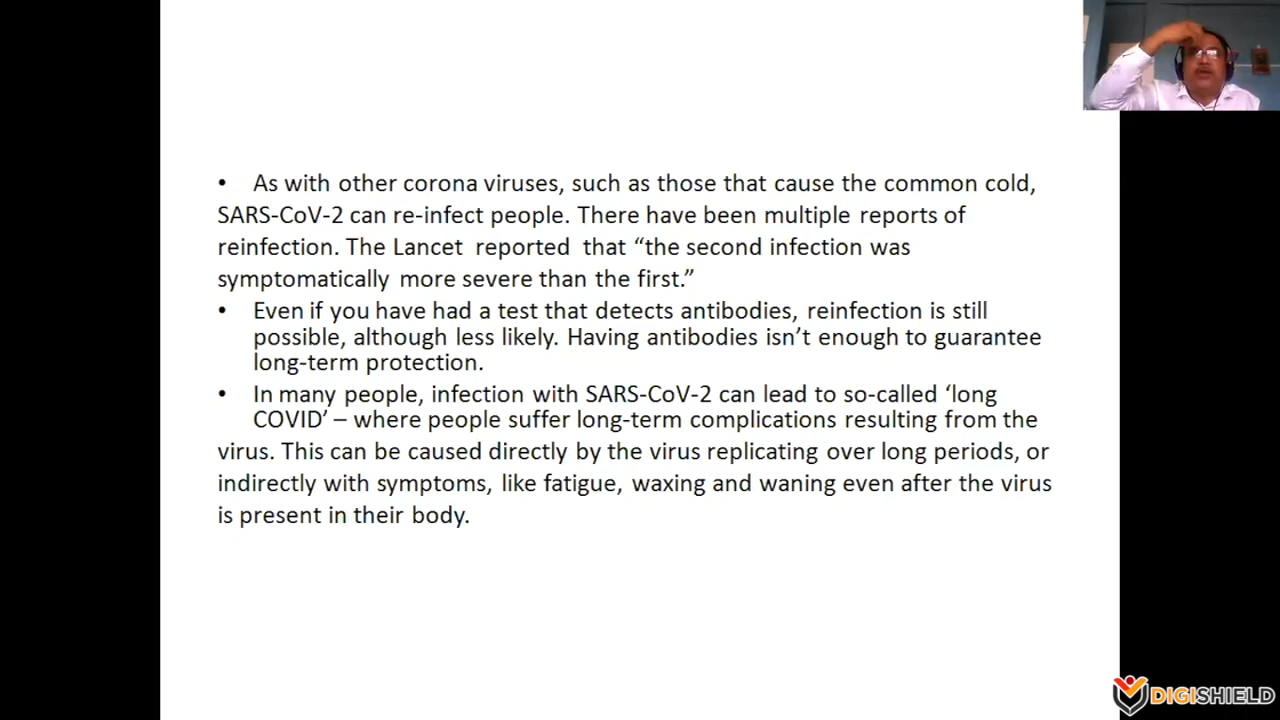 • As with other corona viruses, such as those that cause the common cold,
SARS-CoV-2 can re-infect people. There have been multiple reports of
reinfection. The Lancet reported that “the second infection was
symptomatically more severe than the first.”
• Even if you have had a test that detects antibodies, reinfection is still
possible, although less likely. Having antibodies isn’t enough to guarantee
long-term protection.
• In many people, infection with SARS-CoV-2 can lead to so-called ‘long
COVID’ – where people suffer long-term complications resulting from the
virus. This can be caused directly by the virus replicating over long periods, or
indirectly with symptoms, like fatigue, waxing and waning even after the virus
is present in their body.
DIGISHIELD